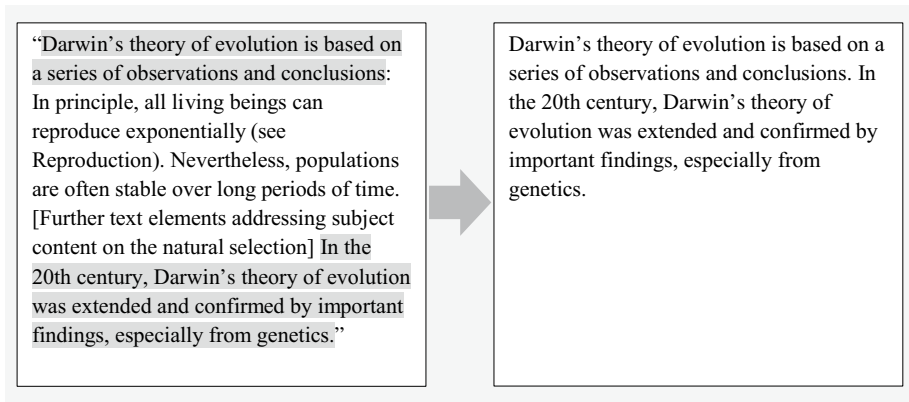 “Darwin’s theory of evolution is based on
a series of observations and conclusions:
In principle, all living beings can
reproduce exponentially (see
Reproduction). Nevertheless, populations
are often stable over long periods of time.
[Further text elements addressing subject
content on the natural selection] In the
20th century, Darwin’s theory of evolution
was extended and confirmed by important
findings, especially from genetics.”
Darwin’s theory of evolution is based on a
series of observations and conclusions. In
the 20th century, Darwin’s theory of
evolution was extended and confirmed by
important findings, especially from
genetics.